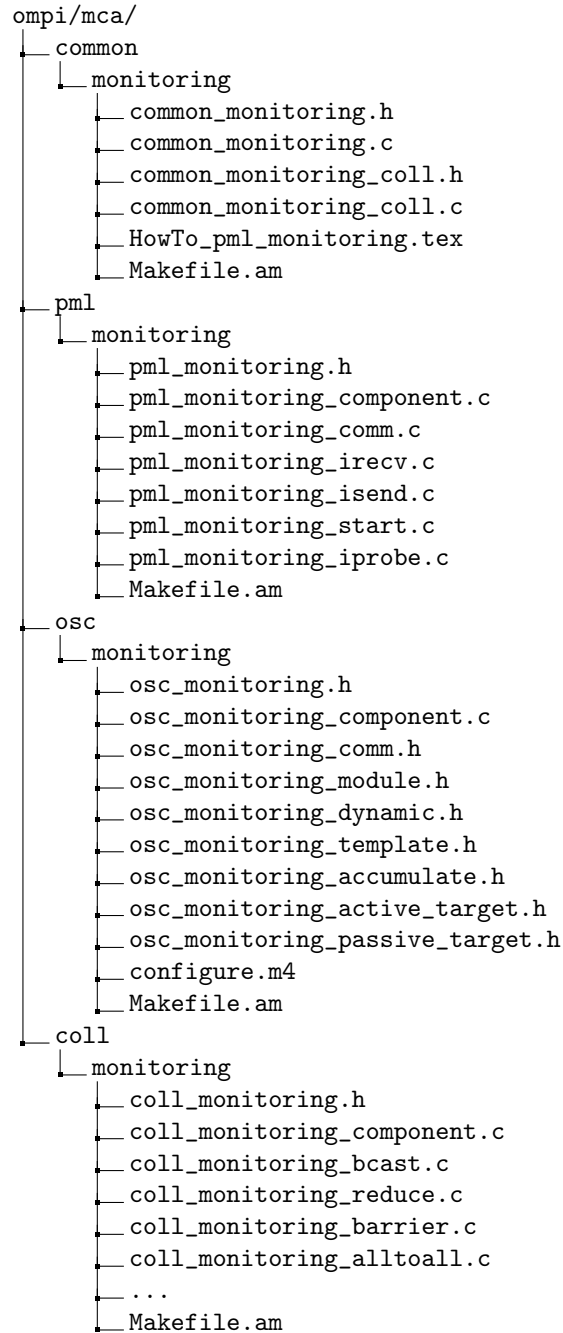 ompi/mca/
common
monitoring
common_monitoring.h
common_monitoring.c
common_monitoring_coll.h
common_monitoring_coll.c
HowTo_pml_monitoring.tex
Makefile.am
pml
monitoring
pml_monitoring.h
pml_monitoring_component.c
pml_monitoring_comm.c
pml_monitoring_irecv.c
pml_monitoring_isend.c
pml_monitoring_start.c
pml_monitoring_iprobe.c
Makefile.am
osc
monitoring
osc_monitoring.h
osc_monitoring_component.c
osc_monitoring_comm.h
osc_monitoring_module.h
osc_monitoring_dynamic.h
osc_monitoring_template.h
osc_monitoring_accumulate.h
osc_monitoring_active_target.h
osc_monitoring_passive_target.h
configure.m4
Makefile.am
coll
monitoring
coll_monitoring.h
coll_monitoring_component.c
coll_monitoring_bcast.c
coll_monitoring_reduce.c
coll_monitoring_barrier.c
coll_monitoring_alltoall.c
...
Makefile.am